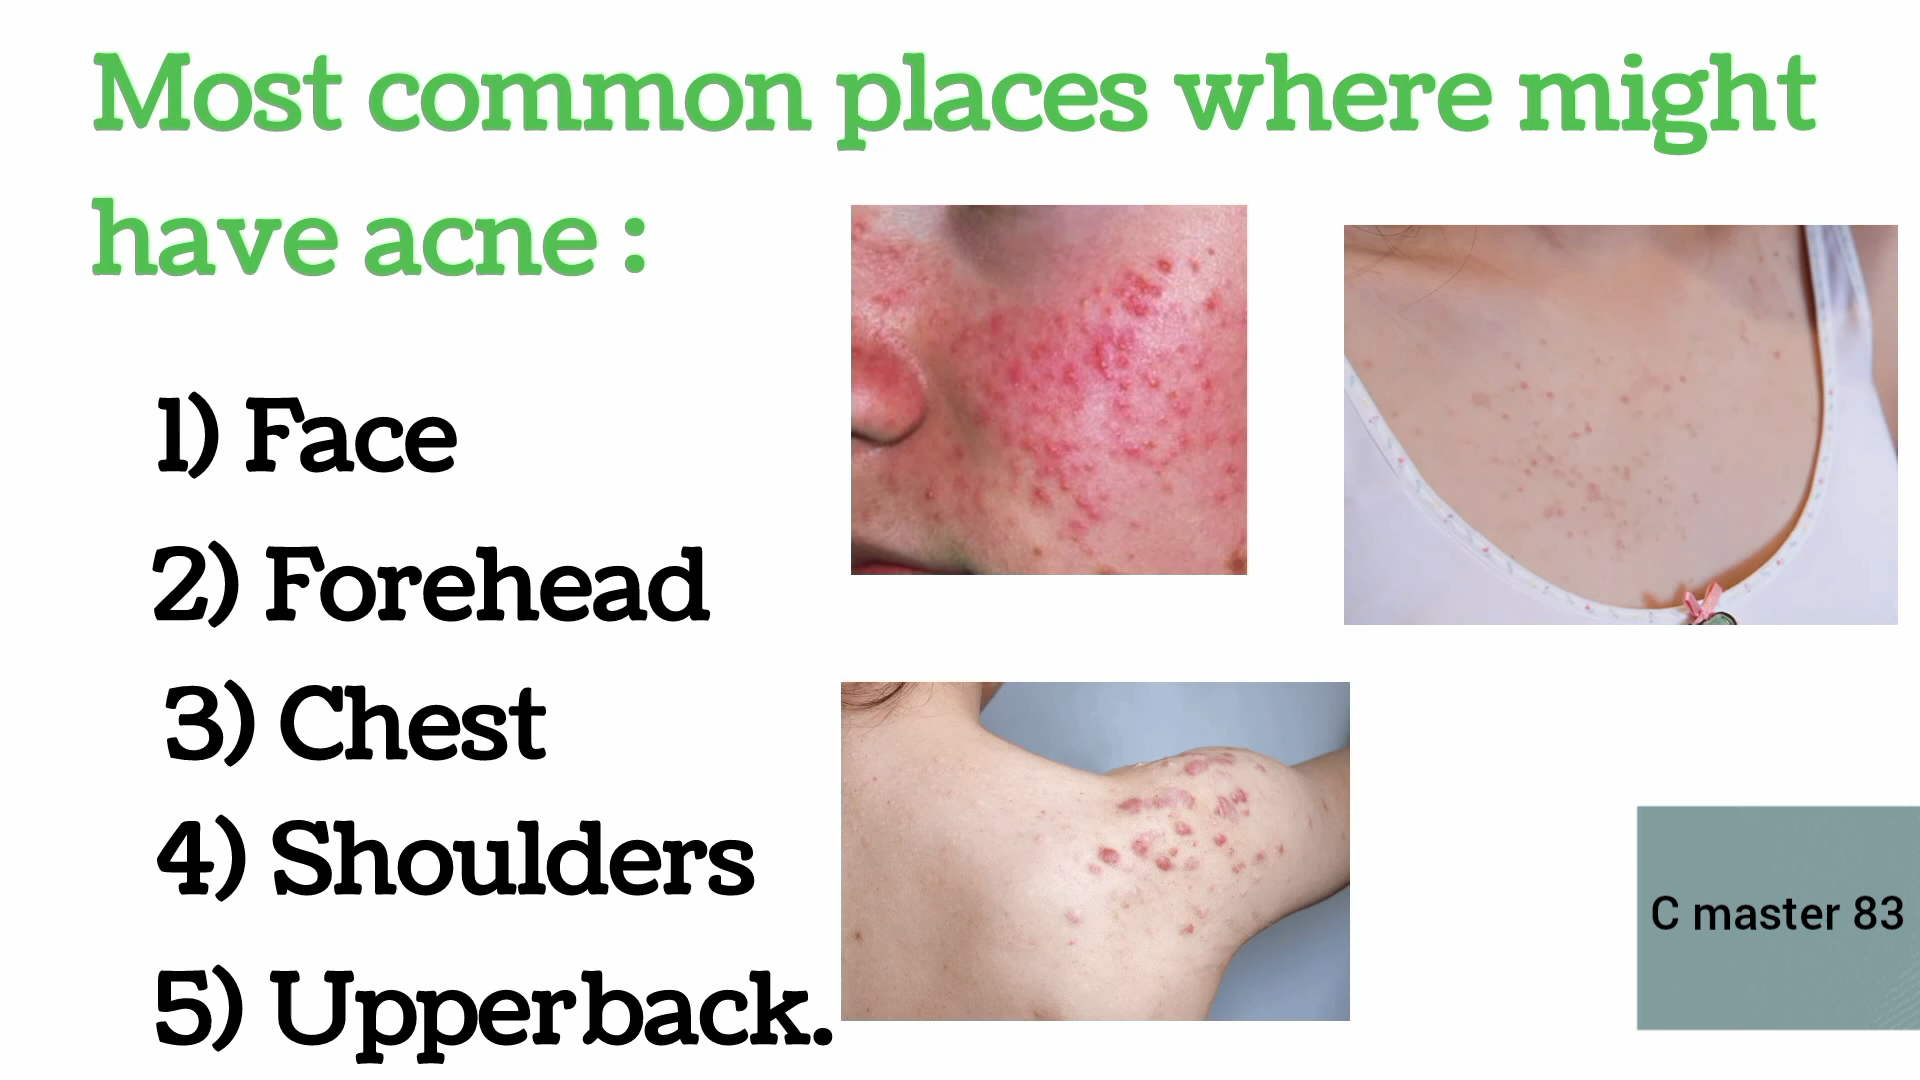 Most common places where might
have acne :
1) Face
2) Forehead
3) Chest
4) Shoulders
5) Upperback.
C master 83